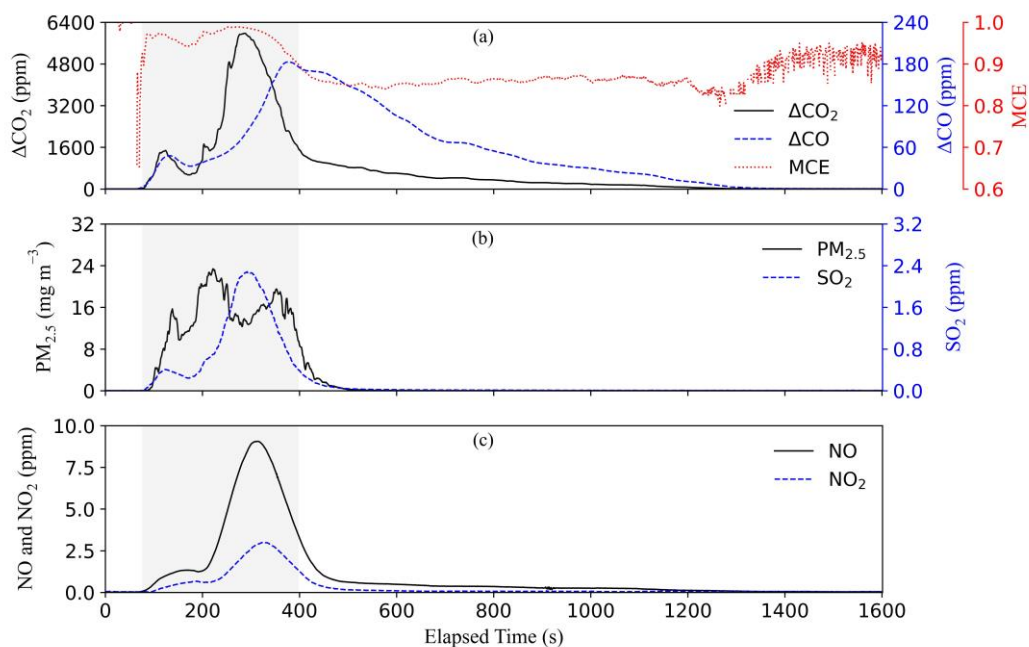 (a)
ΔCO₂ (ppm)
6400
4800
3200
1600
0
240
180
120
60
0
ΔCO (ppm)
1.0
0.9
0.8
0.7
0.6
MCE
ΔCO₂
ΔCO
MCE
(b)
PM₂.₅ (mg m⁻³)
32
24
16
8
0
3.2
2.4
1.6
0.8
0.0
SO₂ (ppm)
PM₂.₅
SO₂
(c)
NO and NO₂ (ppm)
10.0
7.5
5.0
2.5
0.0
NO
NO₂
0 200 400 600 800 1000 1200 1400 1600
Elapsed Time (s)